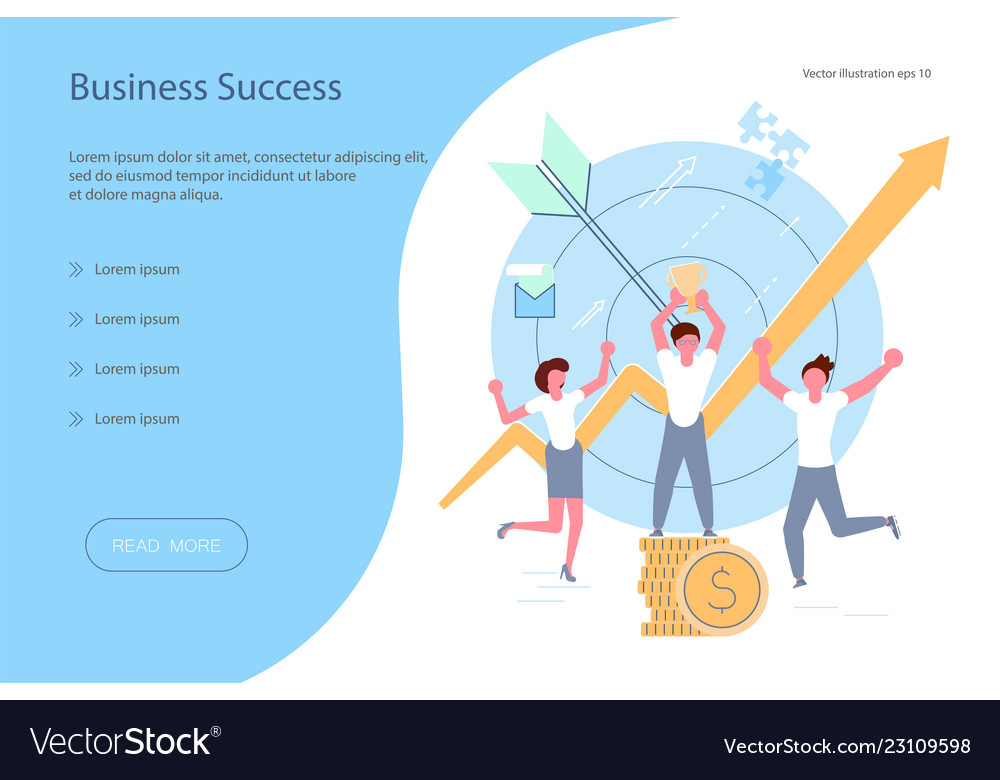 Business Success
Vector illustration eps 10
Lorem ipsum dolor sit amet, consectetur adipiscing elit,
sed do eiusmod tempor incididunt ut labore
et dolore magna aliqua.
Lorem ipsum
Lorem ipsum
Lorem ipsum
Lorem ipsum
READ MORE
$
VectorStock®
VectorStock.com/23109598